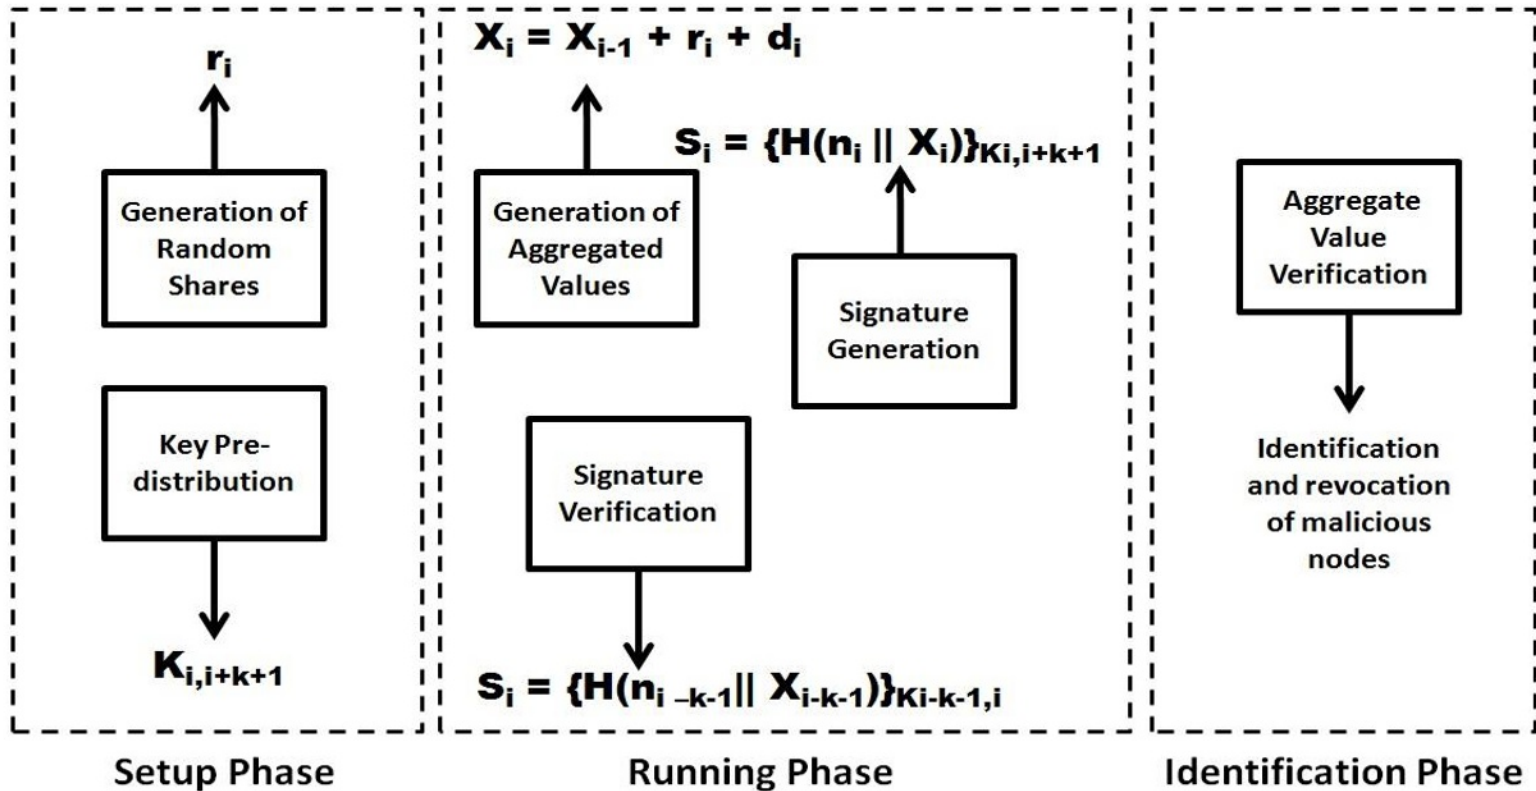 rᵢ
Generation of
Random
Shares
Key Pre-
distribution
Kᵢ,ᵢ₊ₖ₊₁
Setup Phase
Xᵢ = Xᵢ₋₁ + rᵢ + dᵢ
Sᵢ = {H(nᵢ || Xᵢ)}Ki,i+k+1
Generation of
Aggregated
Values
Signature
Generation
Signature
Verification
Sᵢ = {H(nᵢ ₋ₖ₋₁|| Xᵢ₋ₖ₋₁)}Ki-k-1,i
Running Phase
Aggregate
Value
Verification
Identification
and revocation
of malicious
nodes
Identification Phase